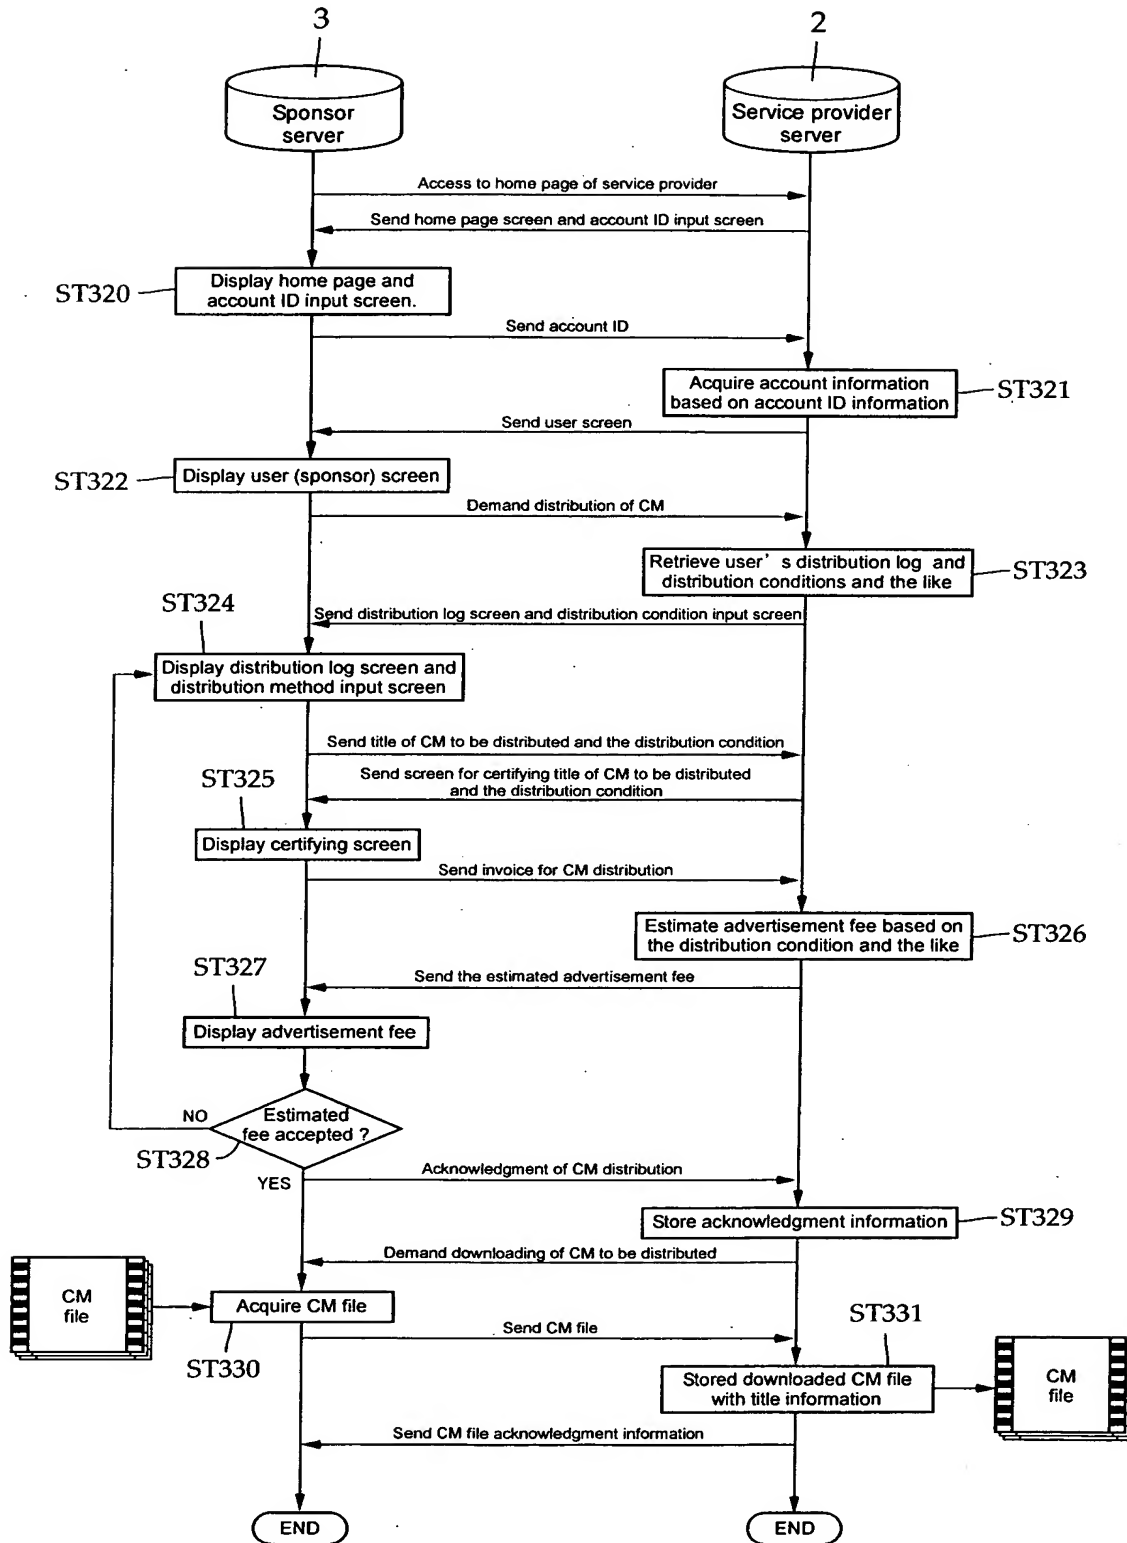 3
2
Sponsor
server
Service provider
server
Access to home page of service provider
Send home page screen and account ID input screen
ST320
Display home page and
account ID input screen.
Send account ID
Acquire account information
based on account ID information
ST321
Send user screen
ST322
Display user (sponsor) screen
Demand distribution of CM
Retrieve user's distribution log and
distribution conditions and the like
ST323
ST324
Send distribution log screen and distribution condition input screen
Display distribution log screen and
distribution method input screen
Send title of CM to be distributed and the distribution condition
ST325
Send screen for certifying title of CM to be distributed
and the distribution condition
Display certifying screen
Send invoice for CM distribution
Estimate advertisement fee based on
the distribution condition and the like
ST326
ST327
Send the estimated advertisement fee
Display advertisement fee
NO
Estimated
fee accepted ?
ST328
YES
Acknowledgment of CM distribution
Store acknowledgment information
ST329
Demand downloading of CM to be distributed
CM
file
Acquire CM file
ST330
Send CM file
ST331
Stored downloaded CM file
with title information
CM
file
Send CM file acknowledgment information
END
END